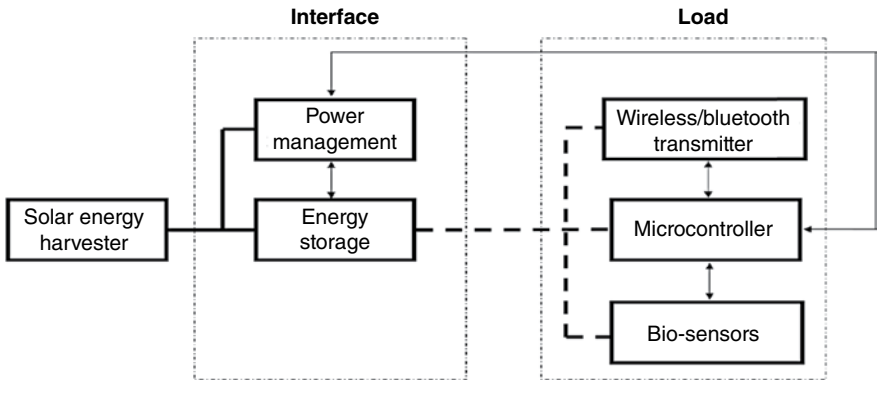 Interface
Load
Power
management
Wireless/bluetooth
transmitter
Solar energy
harvester
Energy
storage
Microcontroller
Bio-sensors